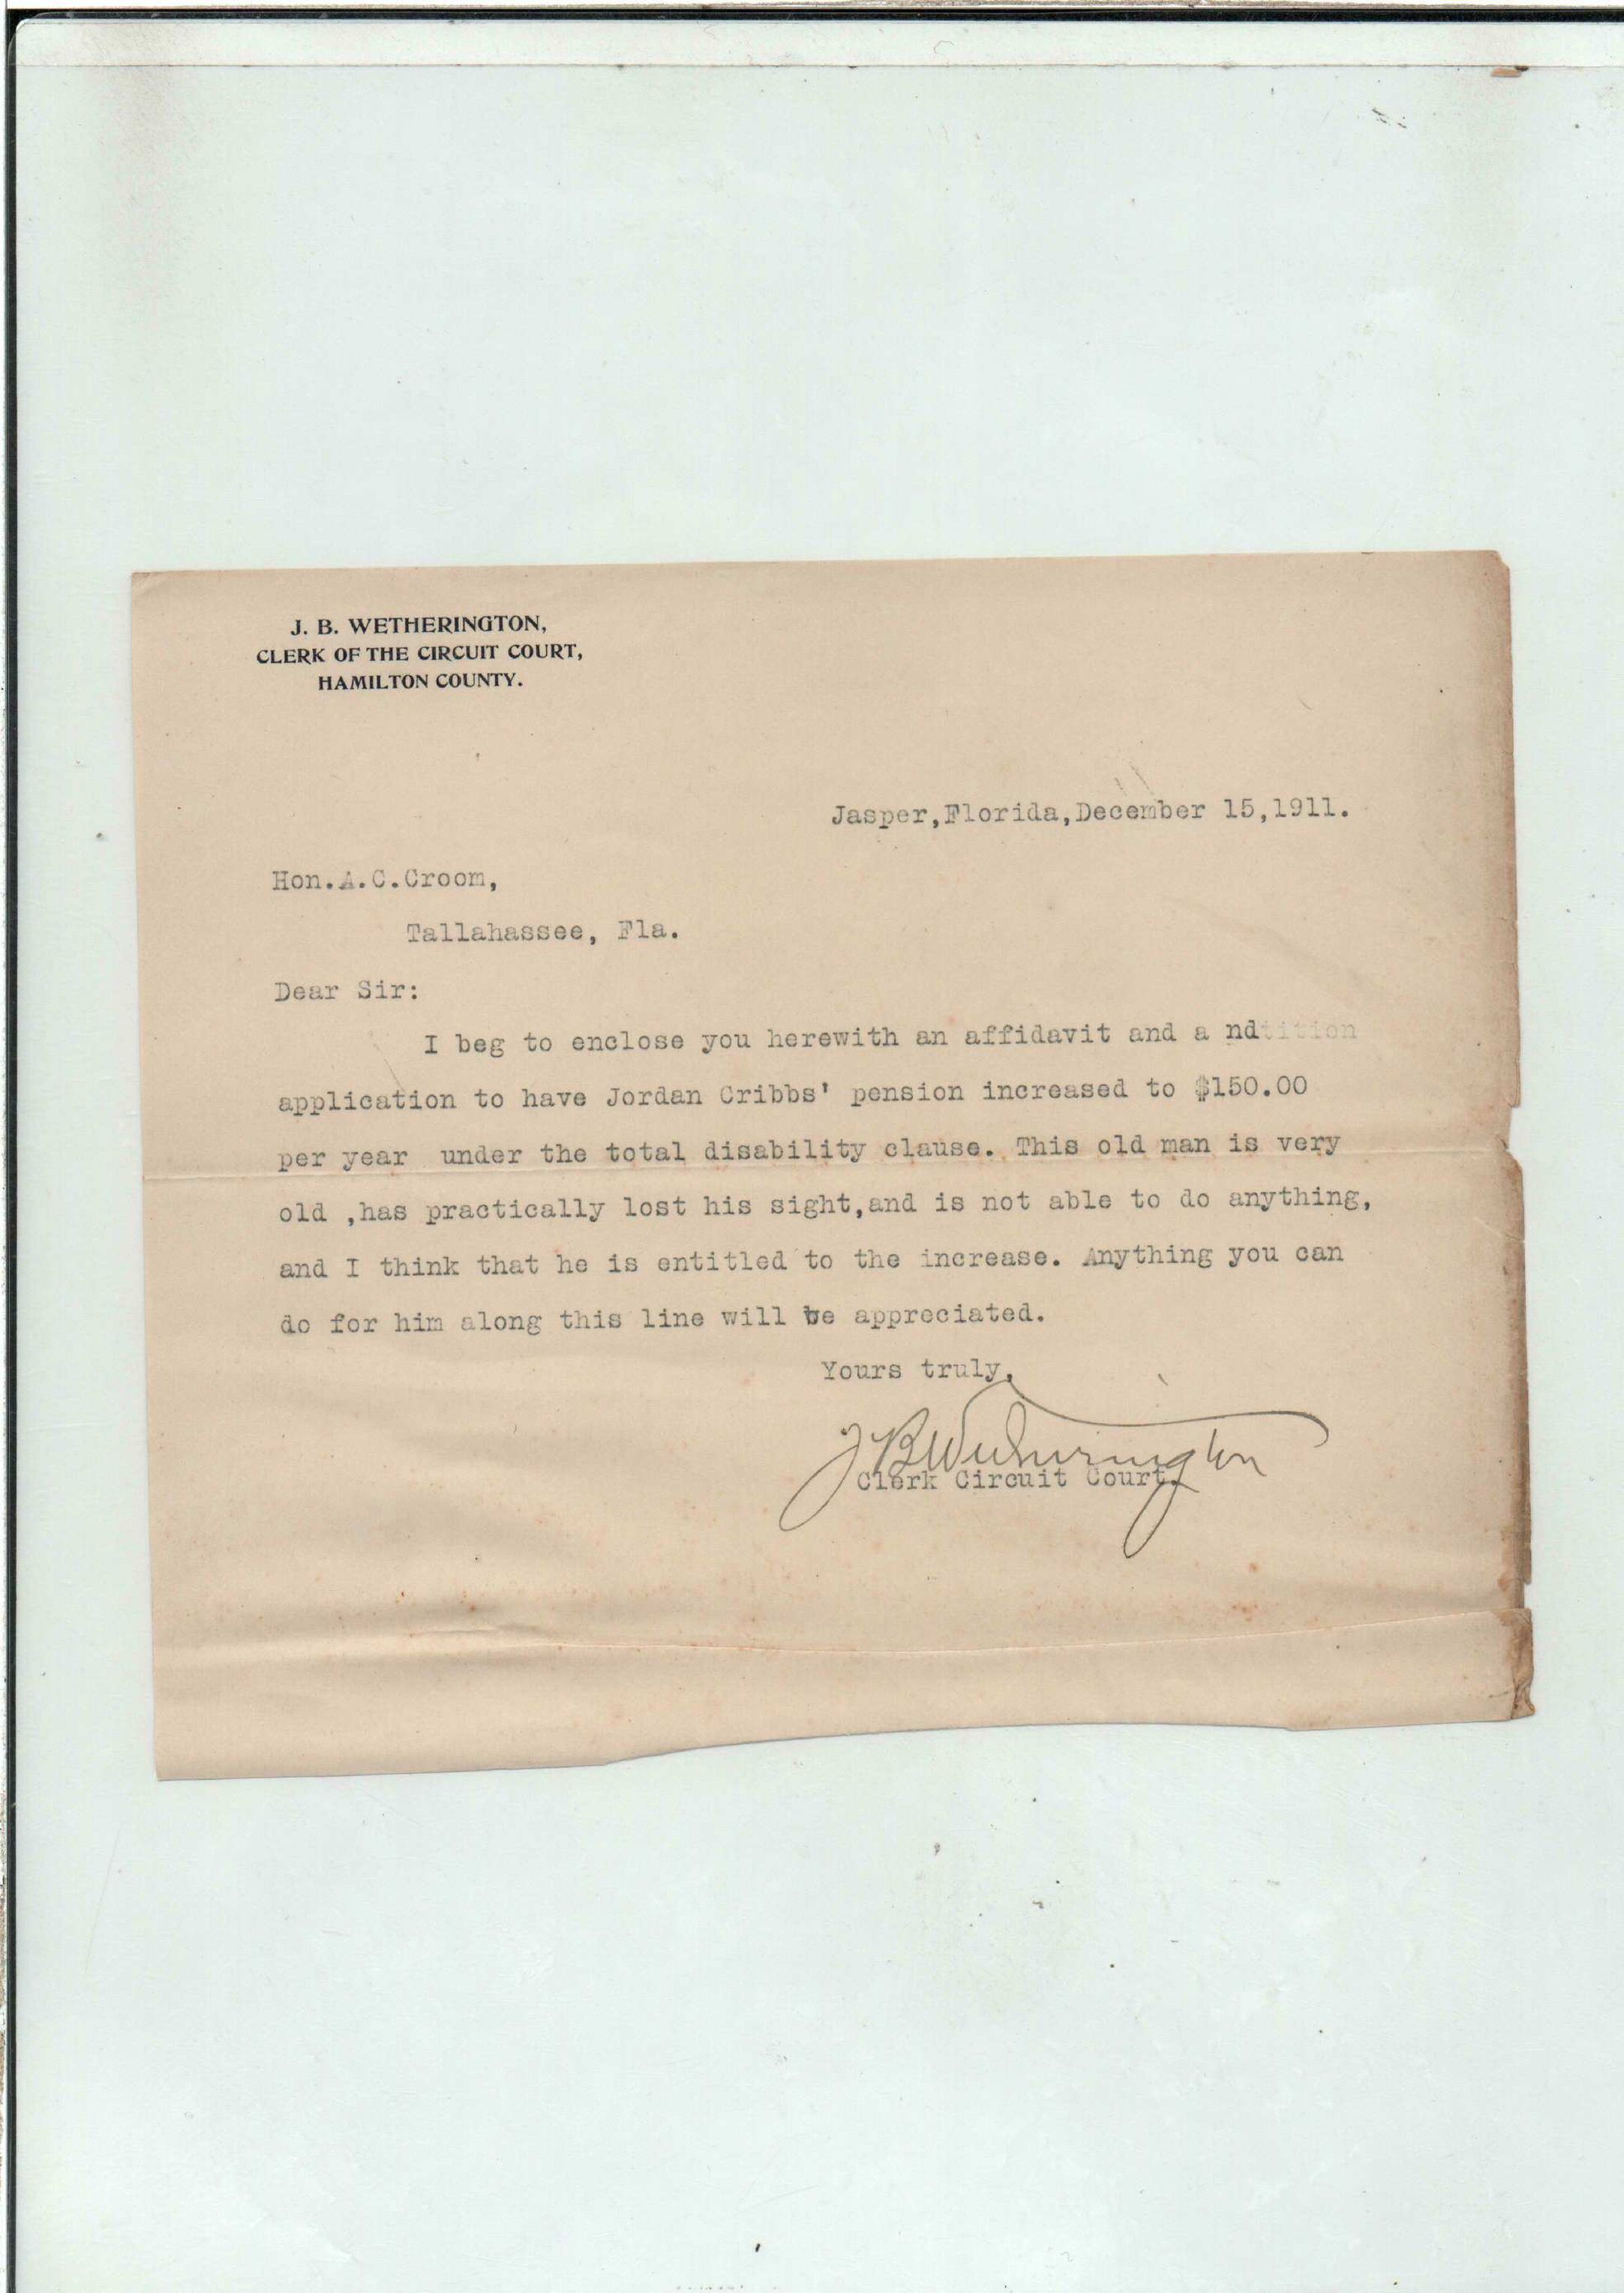 J. B. WETHERINGTON,
CLERK OF THE CIRCUIT COURT,
HAMILTON COUNTY.
Jasper,Florida,December 15,1911.
Hon.A.C.Croom,
Tallahassee, Fla.
Dear Sir:
I beg to enclose you herewith an affidavit and a nd
application to have Jordan Cribbs' pension increased to $150.00
per year under the total disability clause. This old man is very
old ,has practically lost his sight,and is not able to do anything,
and I think that he is entitled to the increase. Anything you can
do for him along this line will be appreciated.
Yours truly,
J B Wetherington
Clerk Circuit Court.